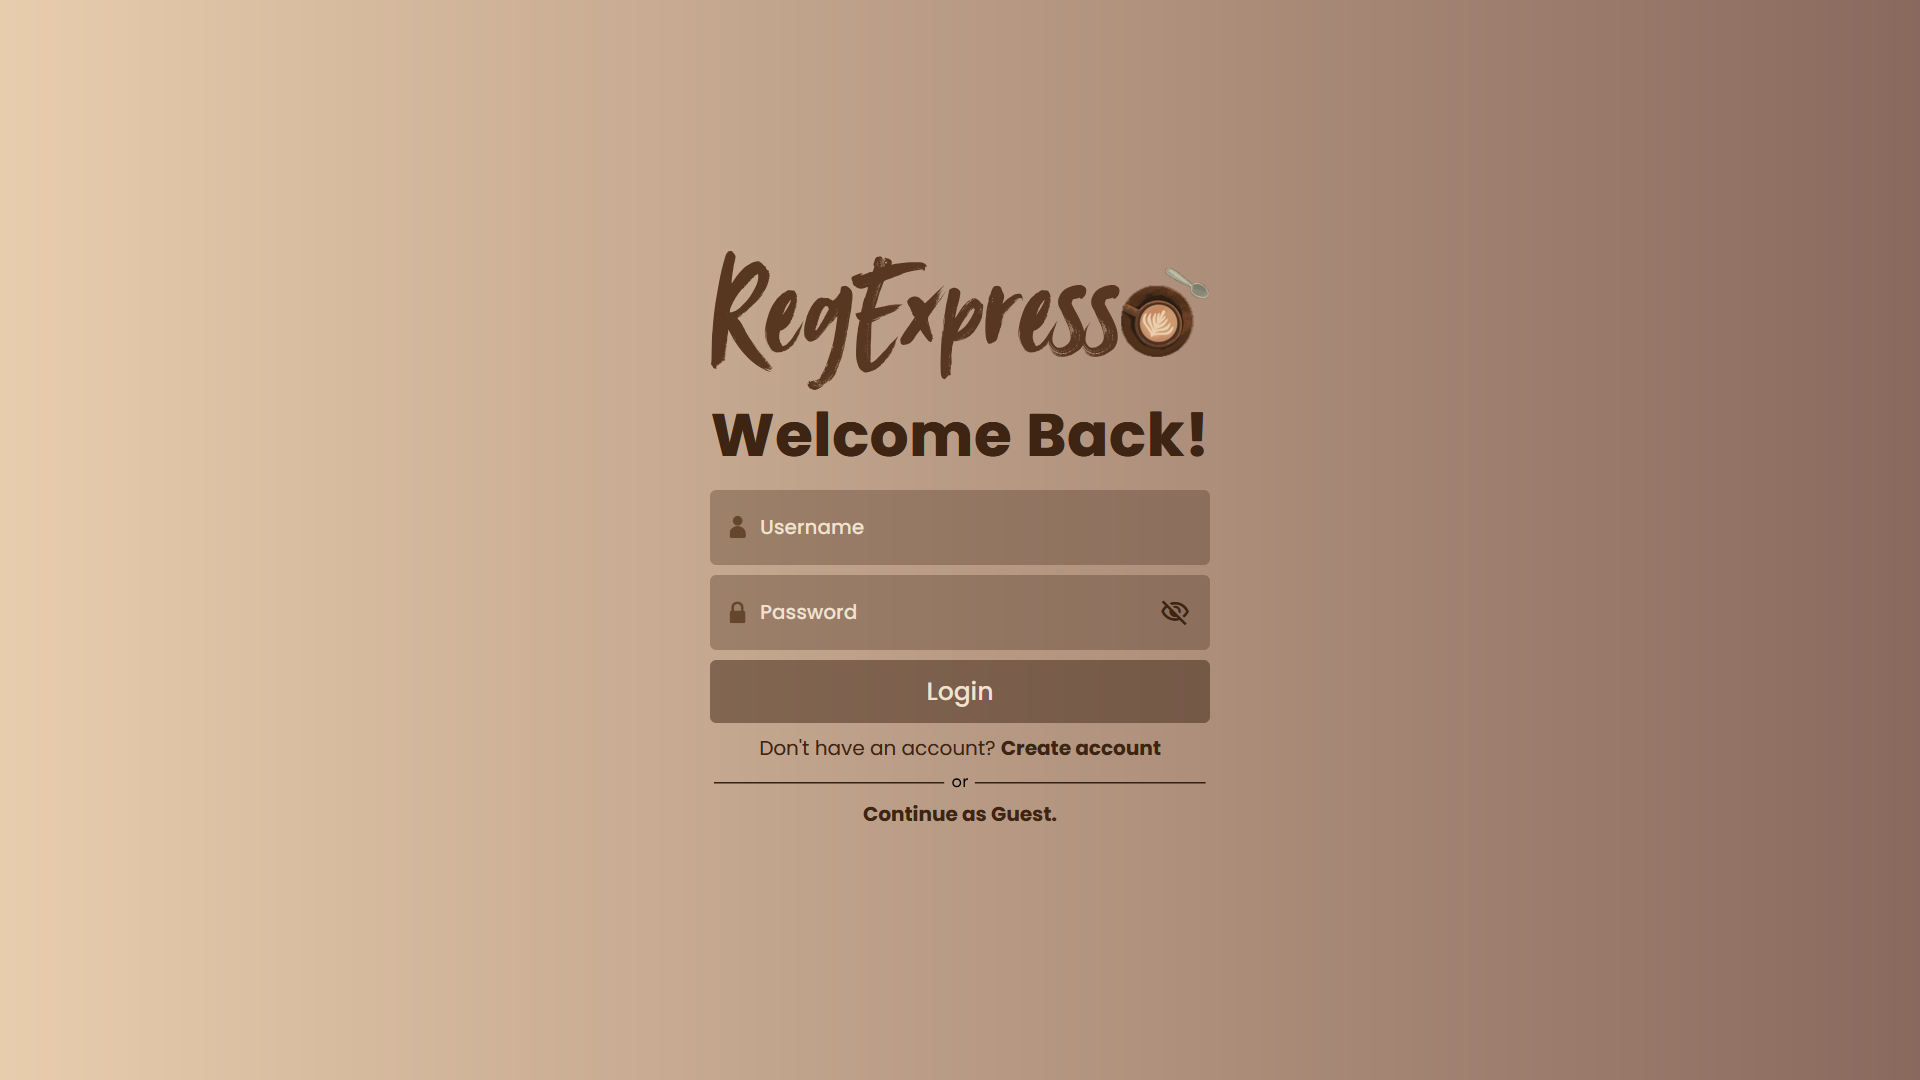 RegExpresso
Welcome Back!
Username
Password
Login
Don't have an account? Create account
or
Continue as Guest.